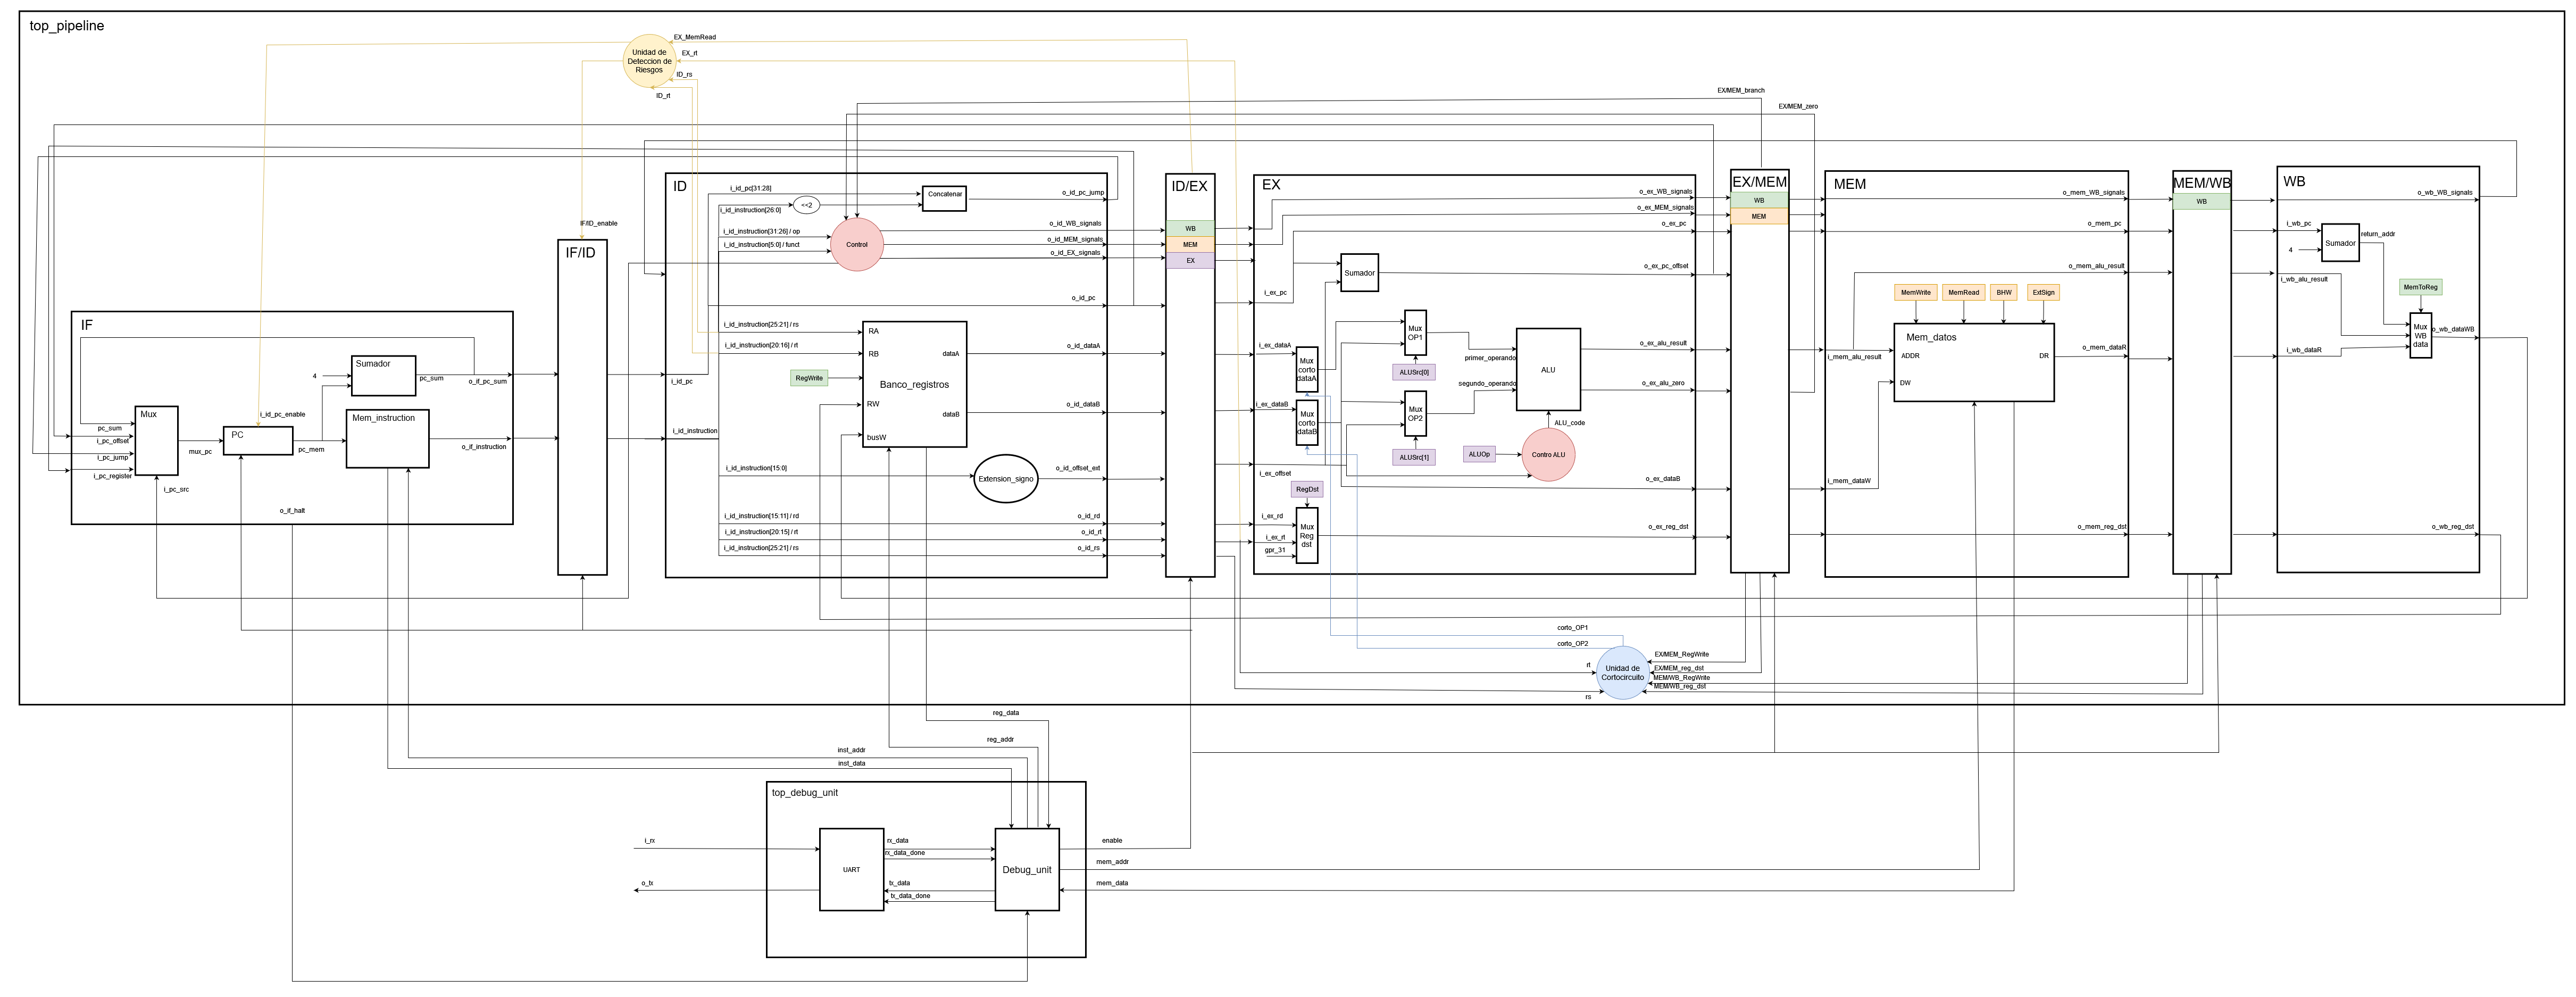 top_pipeline
EX_MemRead
Unidad de
Deteccion de
Riesgos
EX_rt
ID_rs
ID_rt
EX/MEM_branch
EX/MEM_zero
IF/ID_enable
IF
Sumador
4
pc_sum
o_if_pc_sum
i_id_pc_enable
Mux
Mem_instruction
pc_sum
i_pc_offset
PC
o_if_instruction
mux_pc
pc_mem
i_pc_jump
i_pc_register
i_pc_src
o_if_halt
IF/ID
ID
i_id_pc[31:28]
Concatenar
o_id_pc_jump
<<2
i_id_instruction[26:0]
o_id_WB_signals
i_id_instruction[31:26] / op
Control
o_id_MEM_signals
i_id_instruction[5:0] / funct
o_id_EX_signals
o_id_pc
i_id_instruction[25:21] / rs
RA
i_id_instruction[20:16] / rt
RB
dataA
o_id_dataA
RegWrite
Banco_registros
i_id_pc
RW
dataB
o_id_dataB
i_id_instruction
busW
i_id_instruction[15:0]
Extension_signo
o_id_offset_ext
i_id_instruction[15:11] / rd
o_id_rd
i_id_instruction[20:15] / rt
o_id_rt
i_id_instruction[25:21] / rs
o_id_rs
ID/EX
WB
MEM
EX
EX
o_ex_WB_signals
o_ex_MEM_signals
o_ex_pc
Sumador
o_ex_pc_offset
i_ex_pc
Mux
OP1
i_ex_dataA
Mux
corto
dataA
primer_operando
ALU
o_ex_alu_result
ALUSrc[0]
segundo_operando
o_ex_alu_zero
i_ex_dataB
Mux
corto
dataB
Mux
OP2
ALU_code
ALUSrc[1]
ALUOp
Contro ALU
i_ex_offset
o_ex_dataB
RegDst
i_ex_rd
Mux
Reg
dst
o_ex_reg_dst
i_ex_rt
gpr_31
EX/MEM
WB
MEM
MEM
o_mem_WB_signals
o_mem_pc
o_mem_alu_result
MemWrite
MemRead
BHW
ExtSign
Mem_datos
i_mem_alu_result
ADDR
DR
o_mem_dataR
DW
i_mem_dataW
o_mem_reg_dst
MEM/WB
WB
WB
o_wb_WB_signals
i_wb_pc
return_addr
Sumador
4
i_wb_alu_result
MemToReg
Mux
WB
data
o_wb_dataWB
i_wb_dataR
o_wb_reg_dst
corto_OP1
corto_OP2
EX/MEM_RegWrite
rt
Unidad de
Cortocircuito
EX/MEM_reg_dst
MEM/WB_RegWrite
MEM/WB_reg_dst
rs
reg_data
reg_addr
inst_addr
inst_data
top_debug_unit
i_rx
rx_data
enable
rx_data_done
mem_addr
UART
Debug_unit
o_tx
tx_data
mem_data
tx_data_done